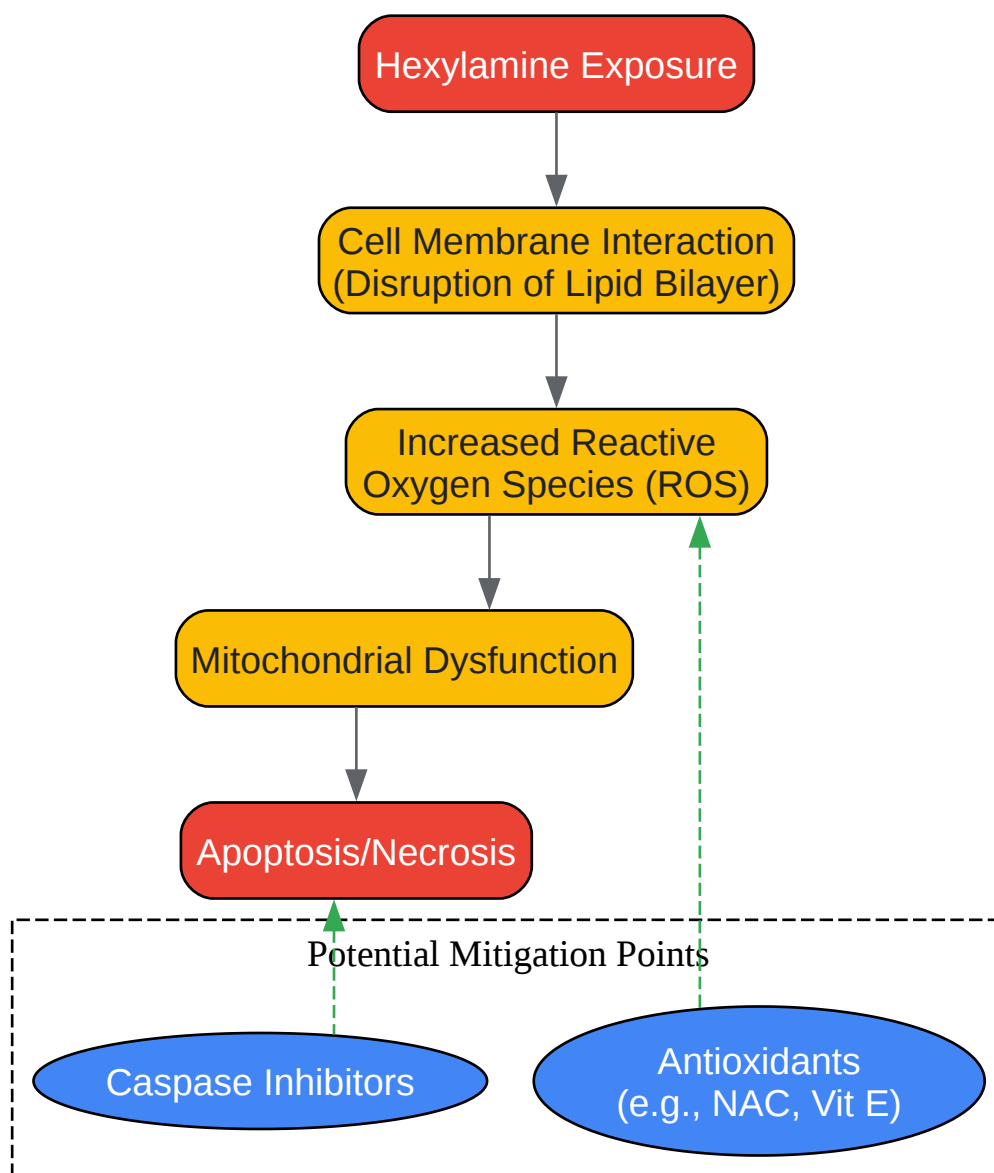 Hexylamine Exposure
Cell Membrane Interaction
(Disruption of Lipid Bilayer)
Increased Reactive
Oxygen Species (ROS)
Mitochondrial Dysfunction
Apoptosis/Necrosis
Potential Mitigation Points
Caspase Inhibitors
Antioxidants
(e.g., NAC, Vit E)